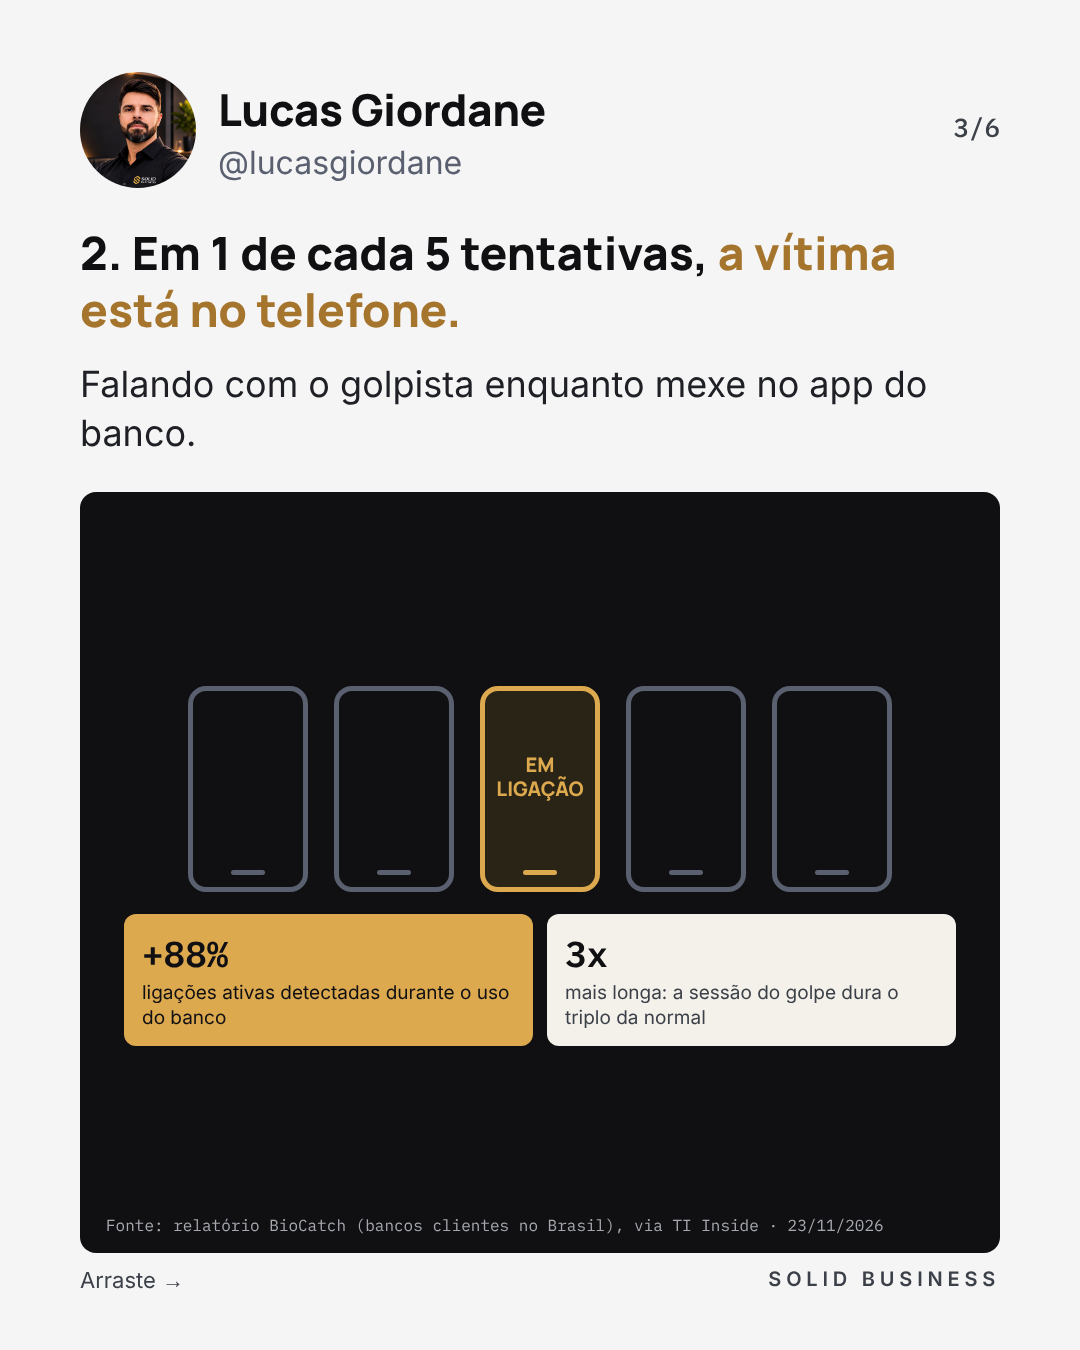 Lucas Giordane
@lucasgiordane
3/6
2. Em 1 de cada 5 tentativas, a vítima
está no telefone.
Falando com o golpista enquanto mexe no app do
banco.
EM
LIGAÇÃO
+88%
ligações ativas detectadas durante o uso
do banco
3x
mais longa: a sessão do golpe dura o
triplo da normal
Fonte: relatório BioCatch (bancos clientes no Brasil), via TI Inside · 23/11/2026
Arraste →
SOLID BUSINESS